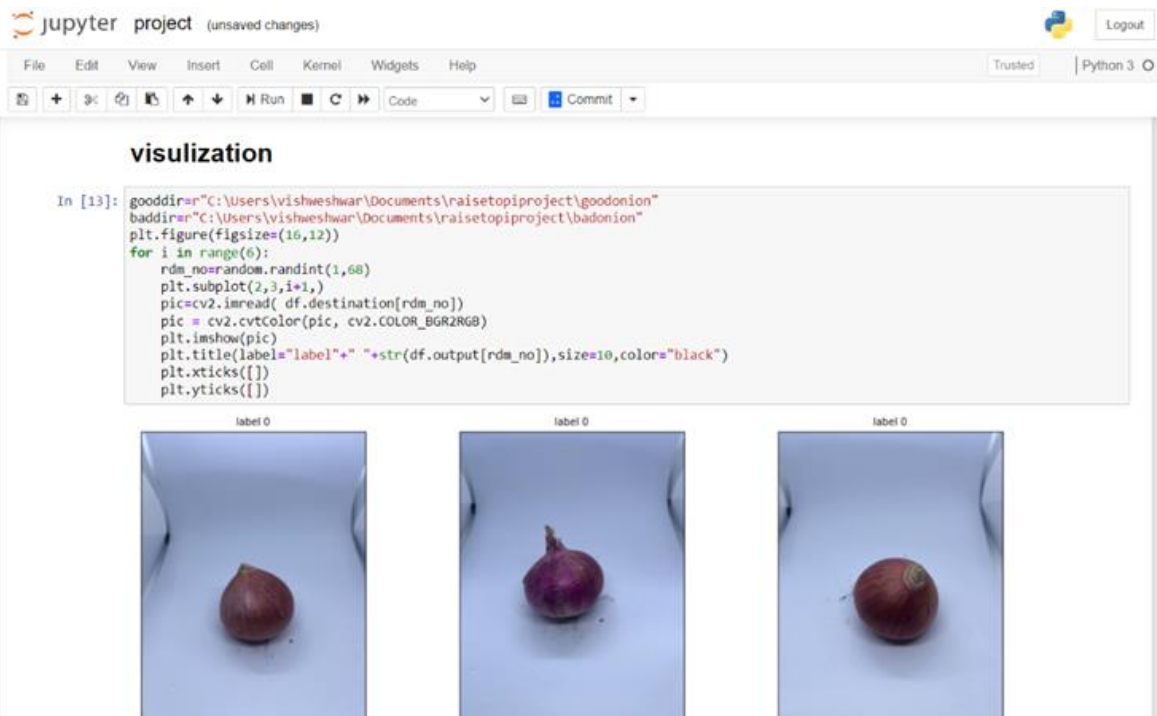 jupyter project (unsaved changes)
Logout
File Edit View Insert Cell Kernel Widgets Help
Trusted
Python 3
Run
Code
Commit
visulization
In [13]:
gooddir=r"C:\Users\vishweshwar\Documents\raisetopiproject\goodonion"
baddir=r"C:\Users\vishweshwar\Documents\raisetopiproject\badonion"
plt.figure(figsize=(16,12))
for i in range(6):
    rdm_no=random.randint(1,68)
    plt.subplot(2,3,i+1,)
    pic=cv2.imread( df.destination[rdm_no])
    pic = cv2.cvtColor(pic, cv2.COLOR_BGR2RGB)
    plt.imshow(pic)
    plt.title(label="label"+" "+str(df.output[rdm_no]),size=10,color="black")
    plt.xticks([])
    plt.yticks([])
label 0
label 0
label 0